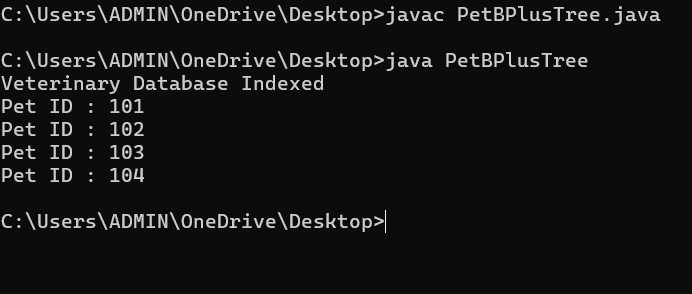 C:\Users\ADMIN\OneDrive\Desktop>javac PetBPlusTree.java
C:\Users\ADMIN\OneDrive\Desktop>java PetBPlusTree
Veterinary Database Indexed
Pet ID : 101
Pet ID : 102
Pet ID : 103
Pet ID : 104
C:\Users\ADMIN\OneDrive\Desktop>